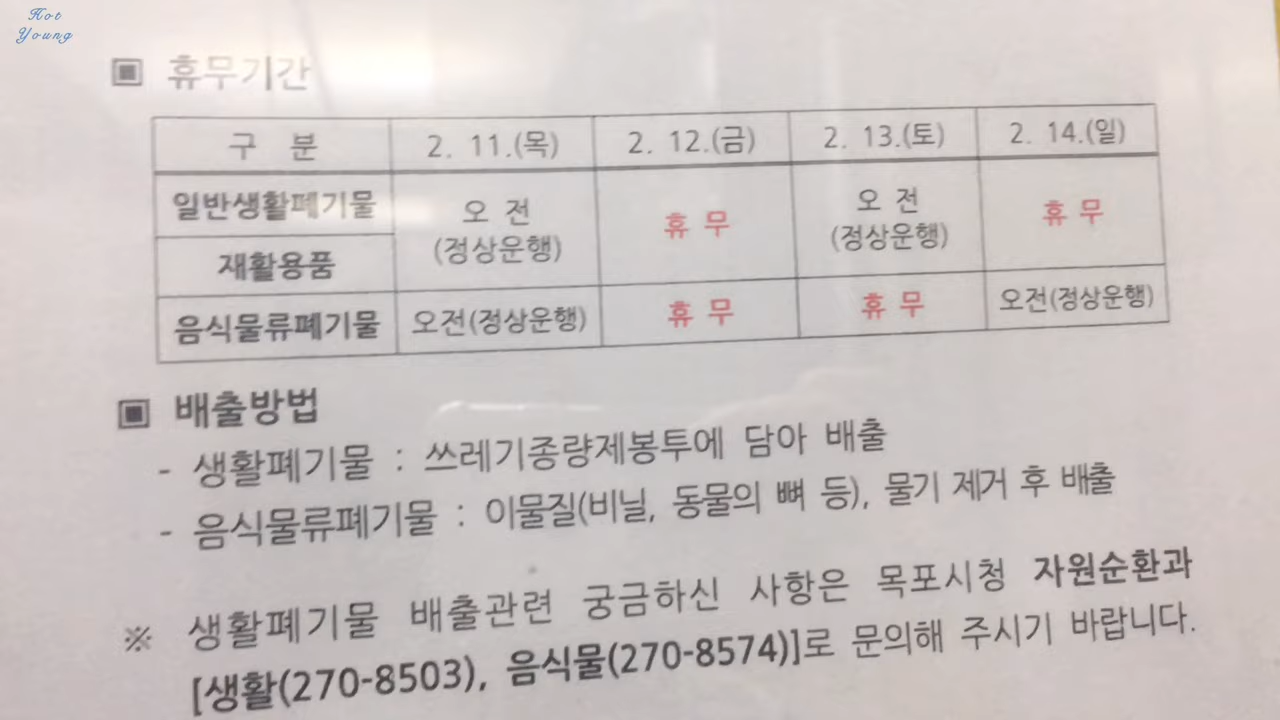 Hot
Young
▣ 휴무기간
구 분 2. 11.(목) 2. 12.(금) 2. 13.(토) 2. 14.(일)
일반생활폐기물 오 전 휴 무 오 전 휴 무
(정상운행) (정상운행)
재활용품
음식물류폐기물 오전(정상운행) 휴 무 휴 무 오전(정상운행)
▣ 배출방법
- 생활폐기물 : 쓰레기종량제봉투에 담아 배출
- 음식물류폐기물 : 이물질(비닐, 동물의 뼈 등), 물기 제거 후 배출
※ 생활폐기물 배출관련 궁금하신 사항은 목포시청 자원순환과
[생활(270-8503), 음식물(270-8574)]로 문의해 주시기 바랍니다.